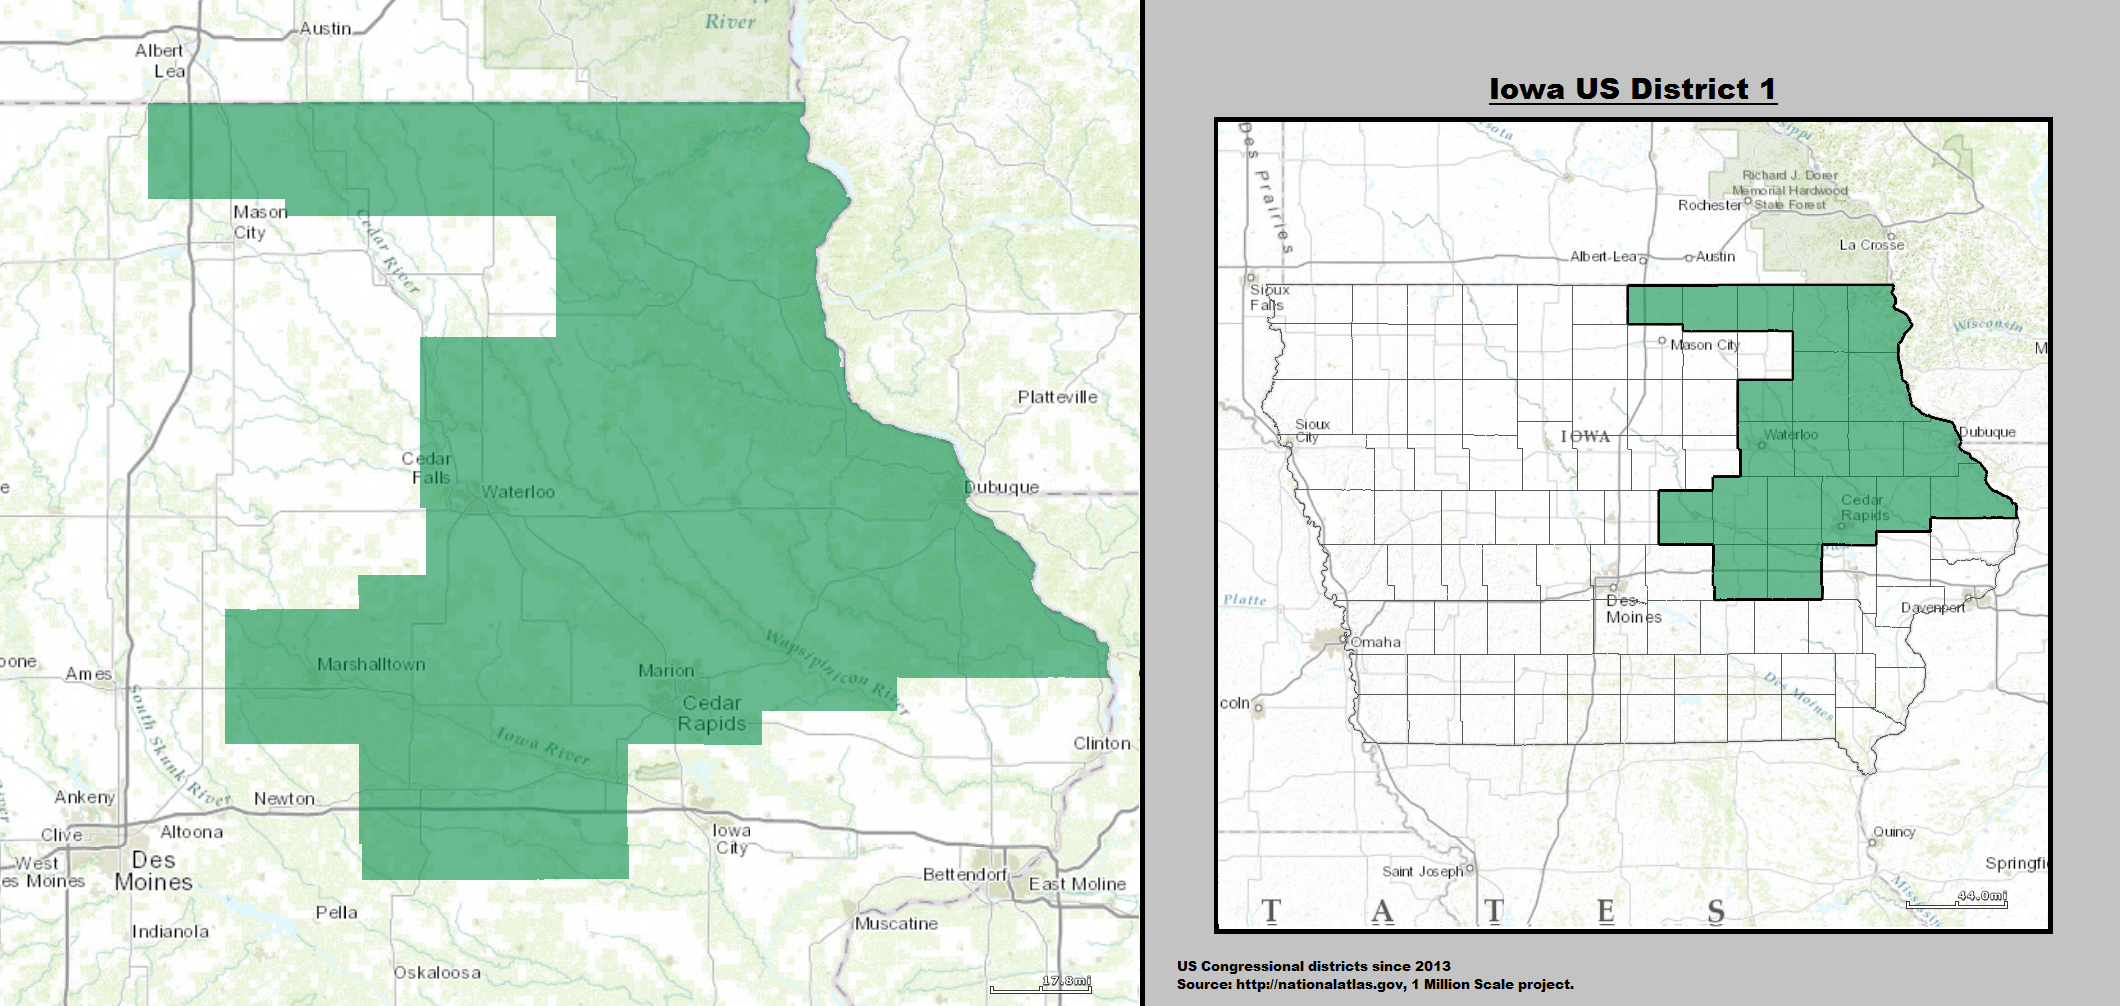 River
Austin
Albert
Lea
Mason
City
Cedar River
Platteville
Cedar
Falls
Waterloo
Dubuque
Marshalltown
Marion
Wapsipinicon River
Ames
Cedar
Rapids
South Skunk River
Iowa River
Clinton
Ankeny
Newton
Clive
Altoona
Iowa
City
West
es Moines
Des
Moines
Bettendorf
East Moline
Pella
Muscatine
Indianola
Oskaloosa
17.8mi
Iowa US District 1
Des Prairies
Richard J. Dorer
Memorial Hardwood
State Forest
Rochester
La Crosse
Albert Lea
Austin
Sioux
Falls
Wisconsin
Mason City
M
Sioux
City
IOWA
Waterloo
Dubuque
Cedar
Rapids
Platte
Des
Moines
Davenport
Omaha
Des Moines
coln
Quincy
Saint Joseph
Springfi
44.0mi
T A T E S
US Congressional districts since 2013
Source: http://nationalatlas.gov, 1 Million Scale project.